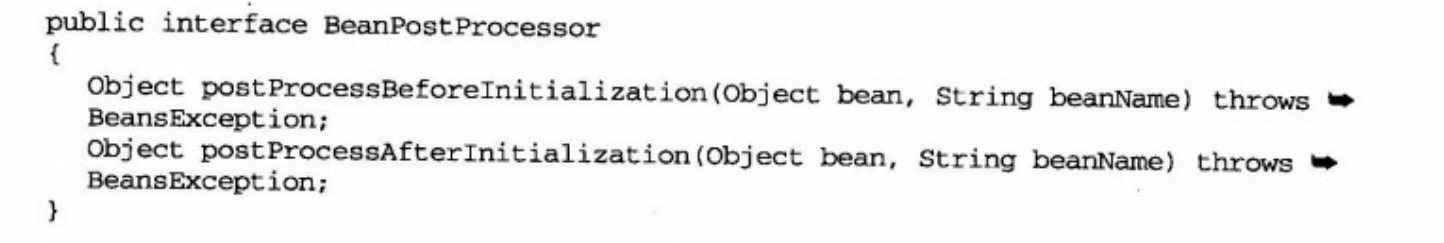 public interface BeanPostProcessor
{
Object postProcessBeforeInitialization(Object bean, String beanName) throws ➥
BeansException;
Object postProcessAfterInitialization(Object bean, String beanName) throws ➥
BeansException;
}